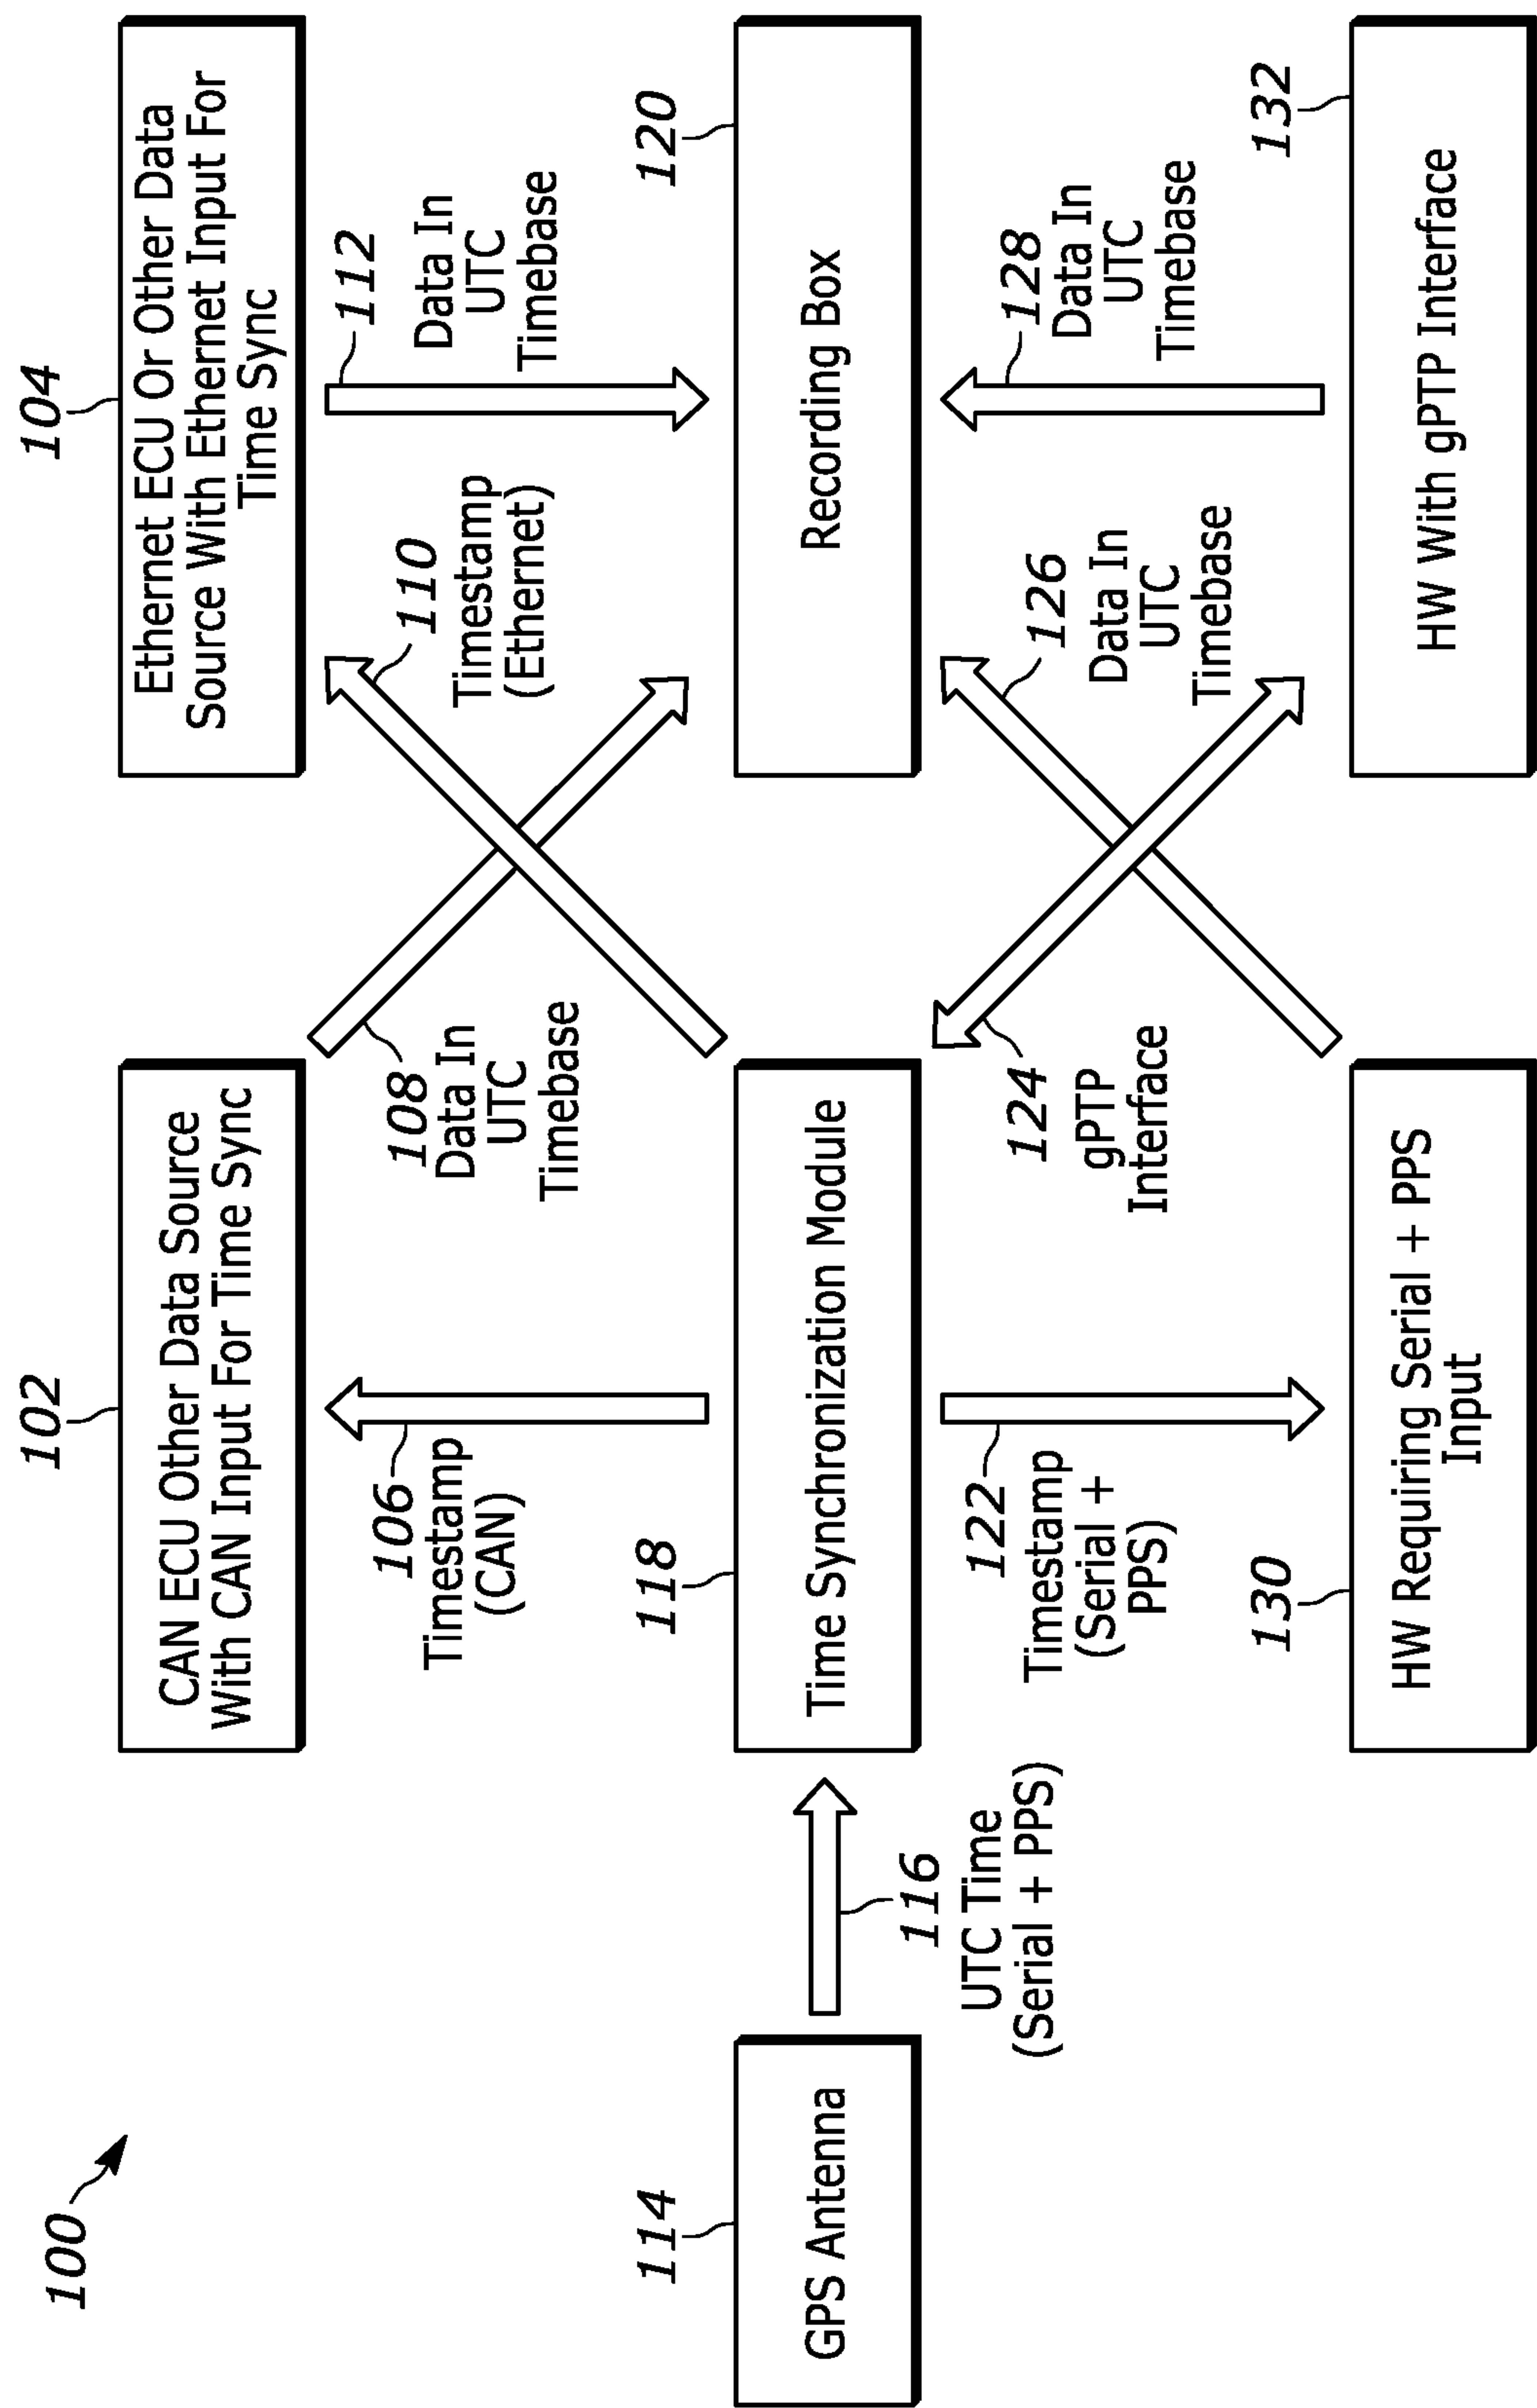 100
102
CAN ECU Other Data Source
With CAN Input For Time Sync
104
Ethernet ECU Or Other Data
Source With Ethernet Input For
Time Sync
106
Timestamp
(CAN)
108
Data In
UTC
Timebase
110
Timestamp
(Ethernet)
112
Data In
UTC
Timebase
114
GPS Antenna
116
UTC Time
(Serial + PPS)
118
Time Synchronization Module
120
Recording Box
122
Timestamp
(Serial +
PPS)
124
gPTP
Interface
126
Data In
UTC
Timebase
128
Data In
UTC
Timebase
130
HW Requiring Serial + PPS
Input
132
HW With gPTP Interface